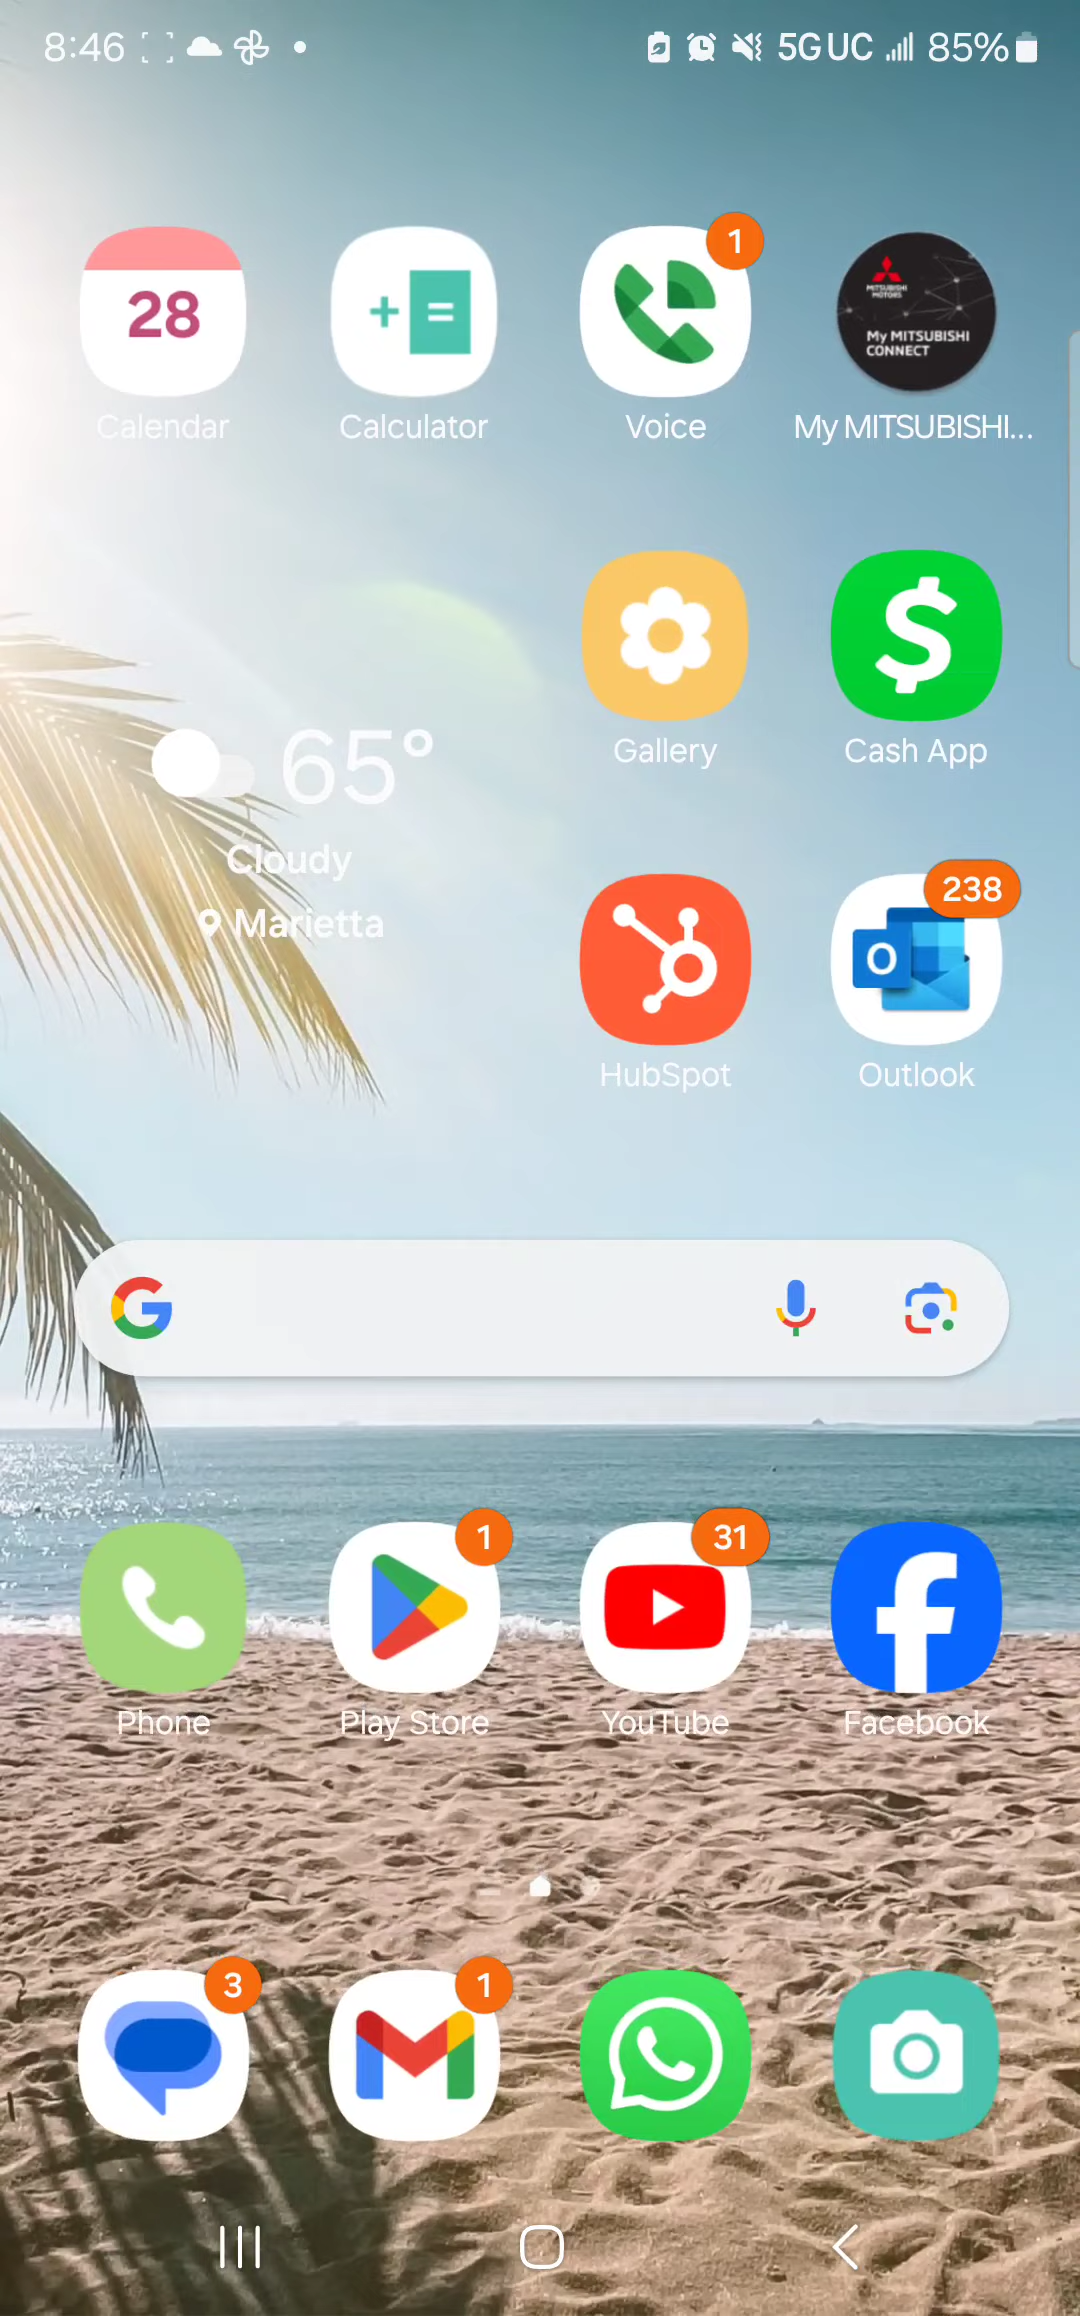 8:46 5G UC 85%
28
1
MITSUBISHI
MOTORS
My MITSUBISHI
CONNECT
Calendar Calculator Voice My MITSUBISHI...
65°
Cloudy
Marietta
Gallery Cash App
238
HubSpot Outlook
1 31
Phone Play Store YouTube Facebook
3 1